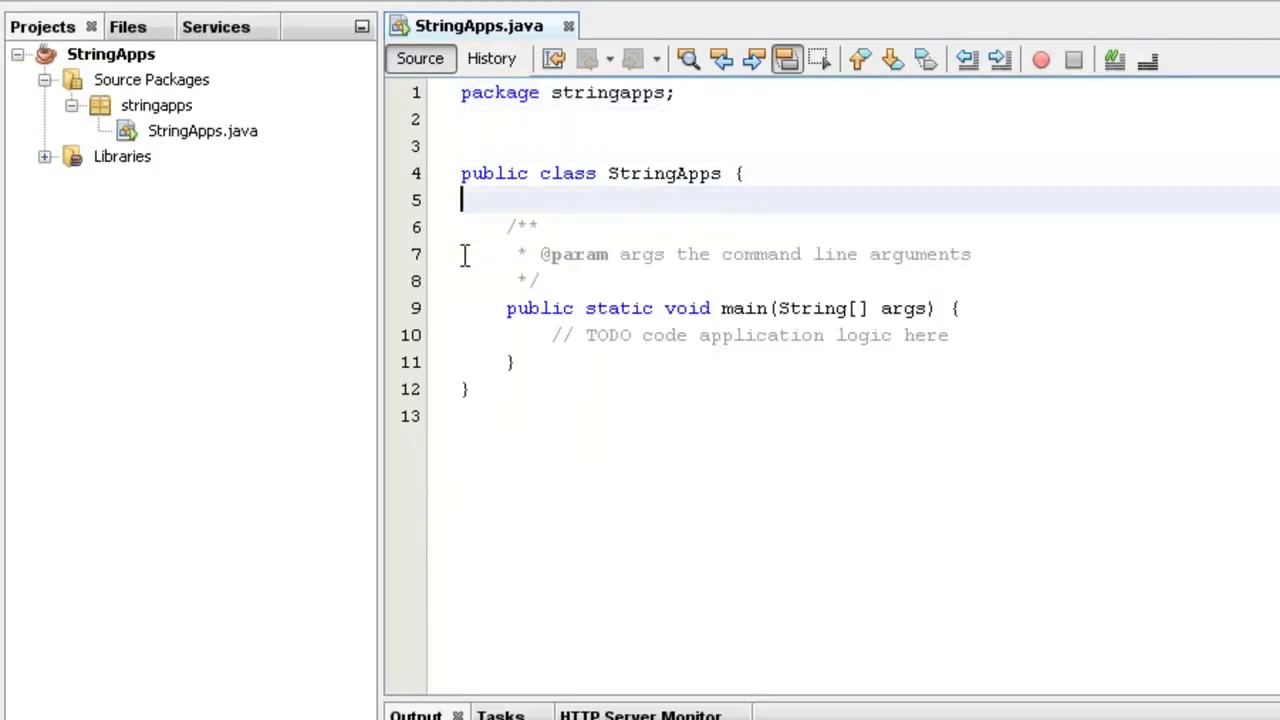 Projects
Files
Services
StringApps
Source Packages
stringapps
StringApps.java
Libraries
StringApps.java
Source
History
1 package stringapps;
2
3
4 public class StringApps {
5
6 /**
7 * @param args the command line arguments
8 */
9 public static void main(String[] args) {
10 // TODO code application logic here
11 }
12 }
13
Output
Tasks
HTTP Server Monitor